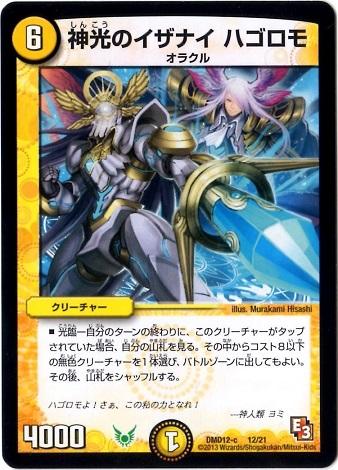 6
しんこう
神光のイザナイ ハゴロモ
オラクル
illus. Murakami Hisashi
クリーチャー
■ 光臨―自分のターンの終わりに、このクリーチャーがタップ
されていた場合、自分の山札を見る。その中からコスト8以下
の無色クリーチャーを1体選び、バトルゾーンに出してもよい。
その後、山札をシャッフルする。
ハゴロモよ！さぁ、この私の力となれ！
---神人類 ヨミ
4000
1
E3
DMD12-c 12/21
©2013 Wizards/Shogakukan/Mitsui-Kids